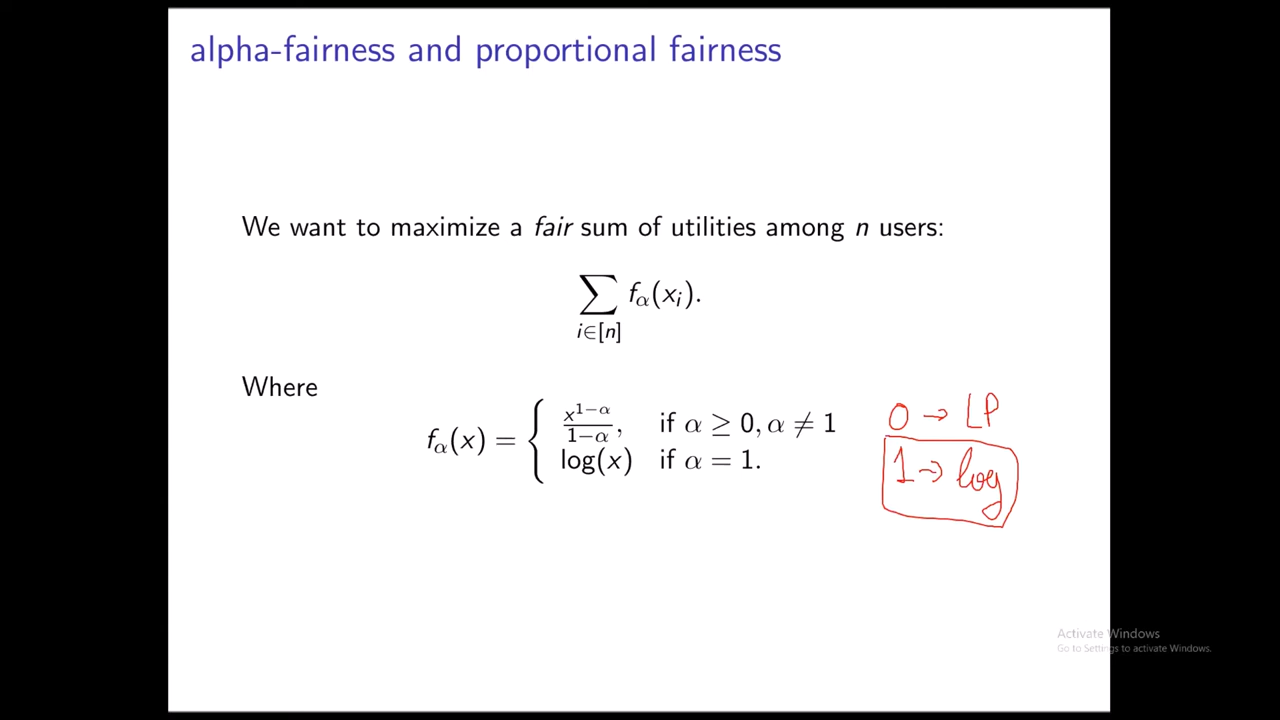 alpha-fairness and proportional fairness
We want to maximize a fair sum of utilities among n users:
∑_{i∈[n]} f_α(x_i).
Where
f_α(x) = { x^{1−α}/(1−α), if α ≥ 0, α ≠ 1
log(x) if α = 1.
0 → LP
1 → log
Activate Windows
Go to Settings to activate Windows.